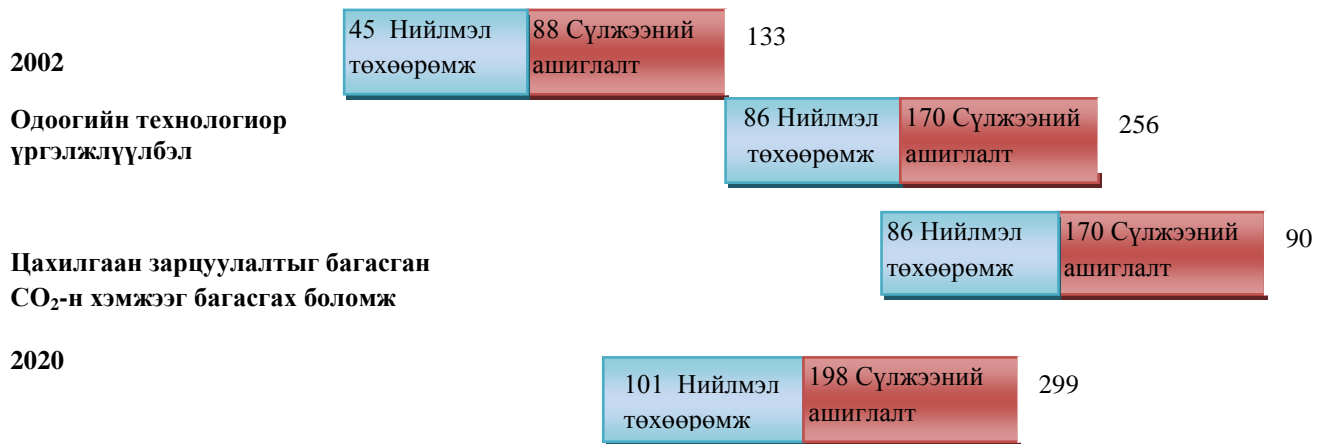 45 Нийлмэл
төхөөрөмж
88 Сүлжээний
ашиглалт
133
2002
Одоогийн технологиор
үргэлжлүүлбэл
86 Нийлмэл
төхөөрөмж
170 Сүлжээний
ашиглалт
256
86 Нийлмэл
төхөөрөмж
170 Сүлжээний
ашиглалт
90
Цахилгаан зарцуулалтыг багасган
CO₂-н хэмжээг багасгах боломж
2020
101 Нийлмэл
төхөөрөмж
198 Сүлжээний
ашиглалт
299